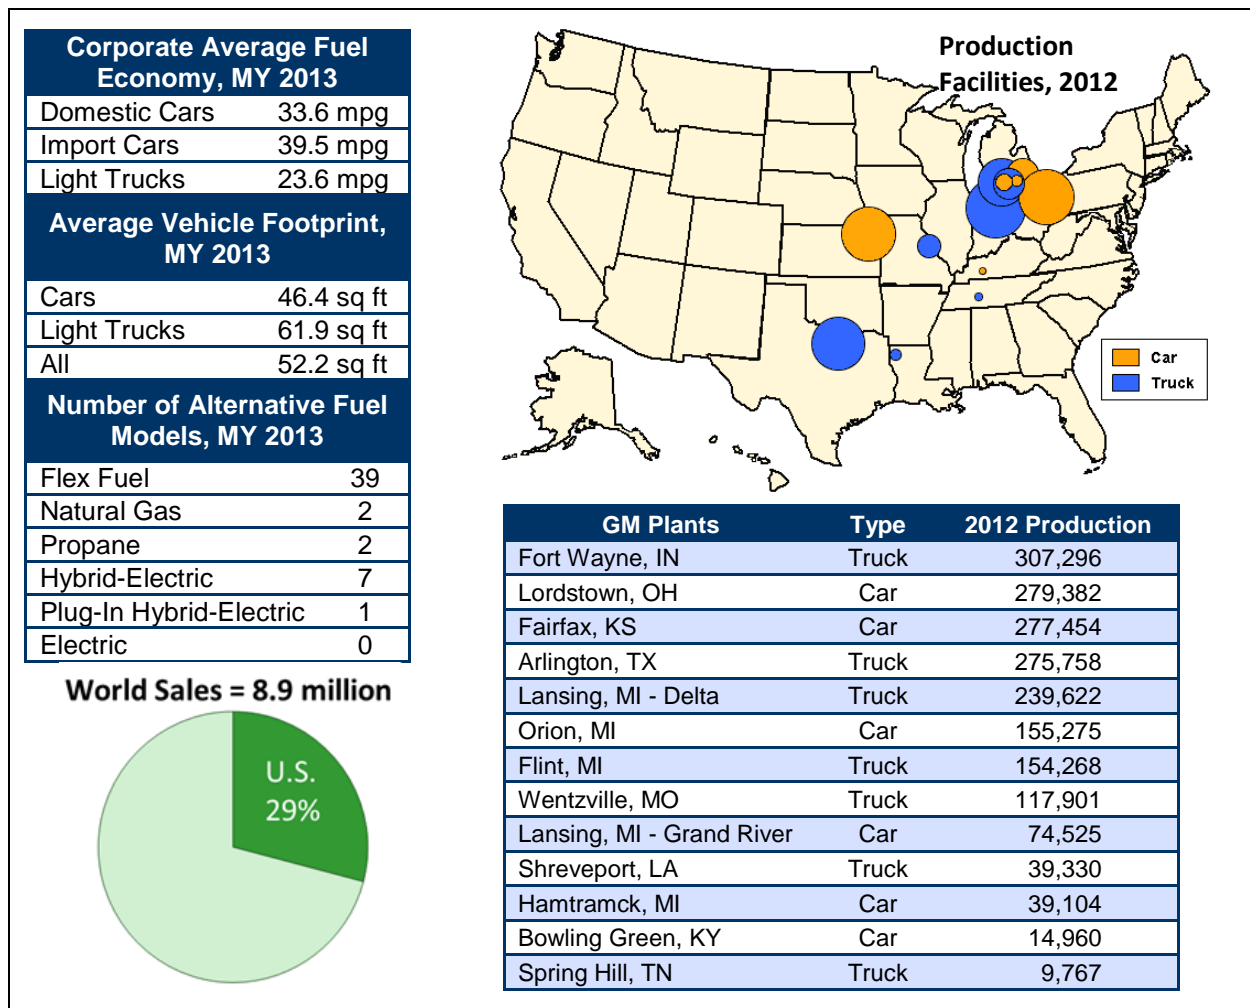 Corporate Average Fuel
Economy, MY 2013
Domestic Cars 33.6 mpg
Import Cars 39.5 mpg
Light Trucks 23.6 mpg
Average Vehicle Footprint,
MY 2013
Cars 46.4 sq ft
Light Trucks 61.9 sq ft
All 52.2 sq ft
Number of Alternative Fuel
Models, MY 2013
Flex Fuel 39
Natural Gas 2
Propane 2
Hybrid-Electric 7
Plug-In Hybrid-Electric 1
Electric 0
World Sales = 8.9 million
U.S.
29%
Production
Facilities, 2012
Car
Truck
GM Plants Type 2012 Production
Fort Wayne, IN Truck 307,296
Lordstown, OH Car 279,382
Fairfax, KS Car 277,454
Arlington, TX Truck 275,758
Lansing, MI - Delta Truck 239,622
Orion, MI Car 155,275
Flint, MI Truck 154,268
Wentzville, MO Truck 117,901
Lansing, MI - Grand River Car 74,525
Shreveport, LA Truck 39,330
Hamtramck, MI Car 39,104
Bowling Green, KY Car 14,960
Spring Hill, TN Truck 9,767